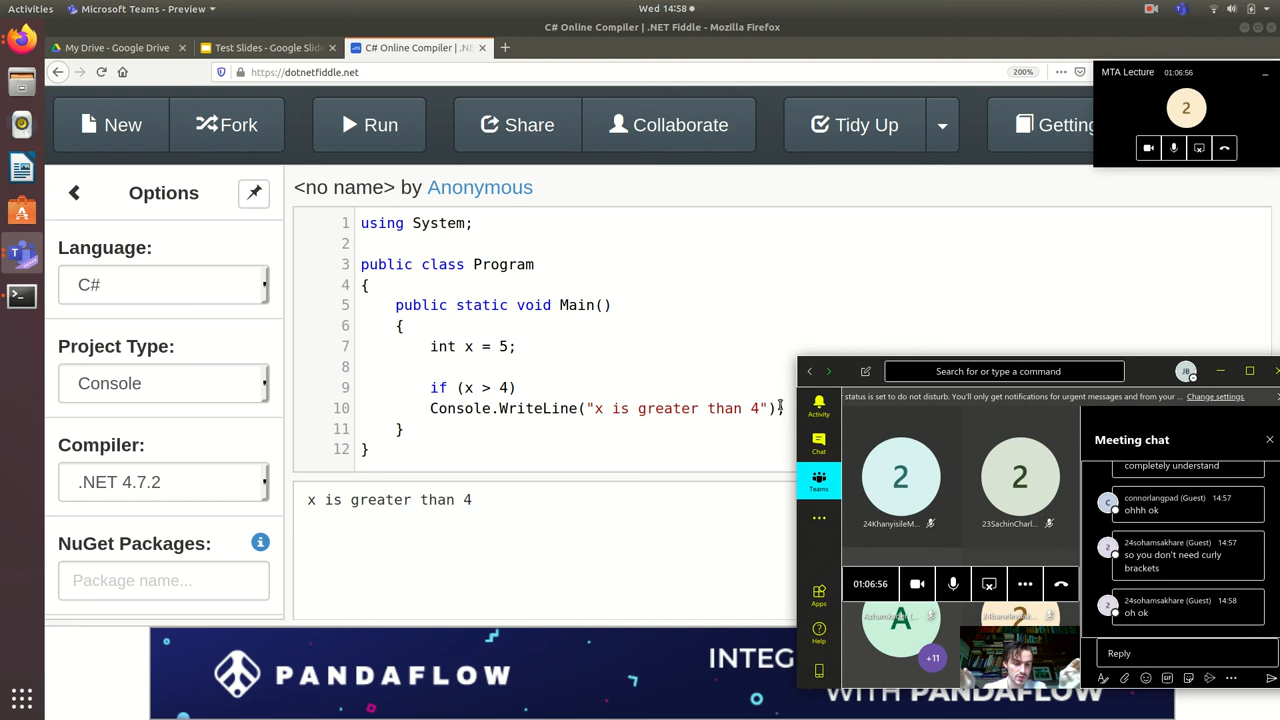 Activities
Microsoft Teams - Preview
Wed 14:58
C# Online Compiler | .NET Fiddle - Mozilla Firefox
My Drive - Google Drive
Test Slides - Google Slid
C# Online Compiler | .NE
https://dotnetfiddle.net
200%
MTA Lecture
01:06:56
2
New
Fork
Run
Share
Collaborate
Tidy Up
Getting
Options
<no name> by Anonymous
Language:
C#
Project Type:
Console
Compiler:
.NET 4.7.2
NuGet Packages:
Package name...
1 using System;
2
3 public class Program
4 {
5 public static void Main()
6 {
7 int x = 5;
8
9 if (x > 4)
10 Console.WriteLine("x is greater than 4");
11 }
12 }
x is greater than 4
Search for or type a command
JB
r status is set to do not disturb. You'll only get notifications for urgent messages and from your ...
Change settings.
Activity
Chat
Teams
Apps
Help
2
24KhanyisileM...
2
23SachinCharl...
01:06:56
A
+11
Meeting chat
completely understand
C
connorlangpad (Guest) 14:57
ohhh ok
2
24sohamsakhare (Guest) 14:57
so you don't need curly
brackets
2
24sohamsakhare (Guest) 14:58
oh ok
Reply
PANDAFLOW
INTEG
WITH PANDAFLOW